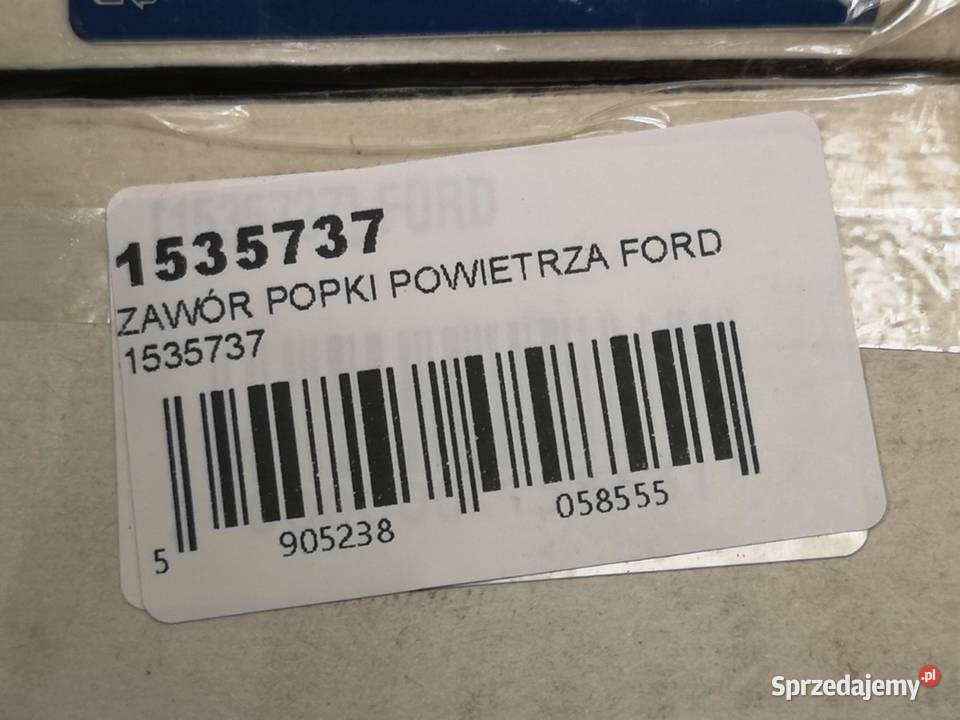 1535737
ZAWÓR POPKI POWIETRZA FORD
1535737
5 905238 058555
Sprzedajemy.pl